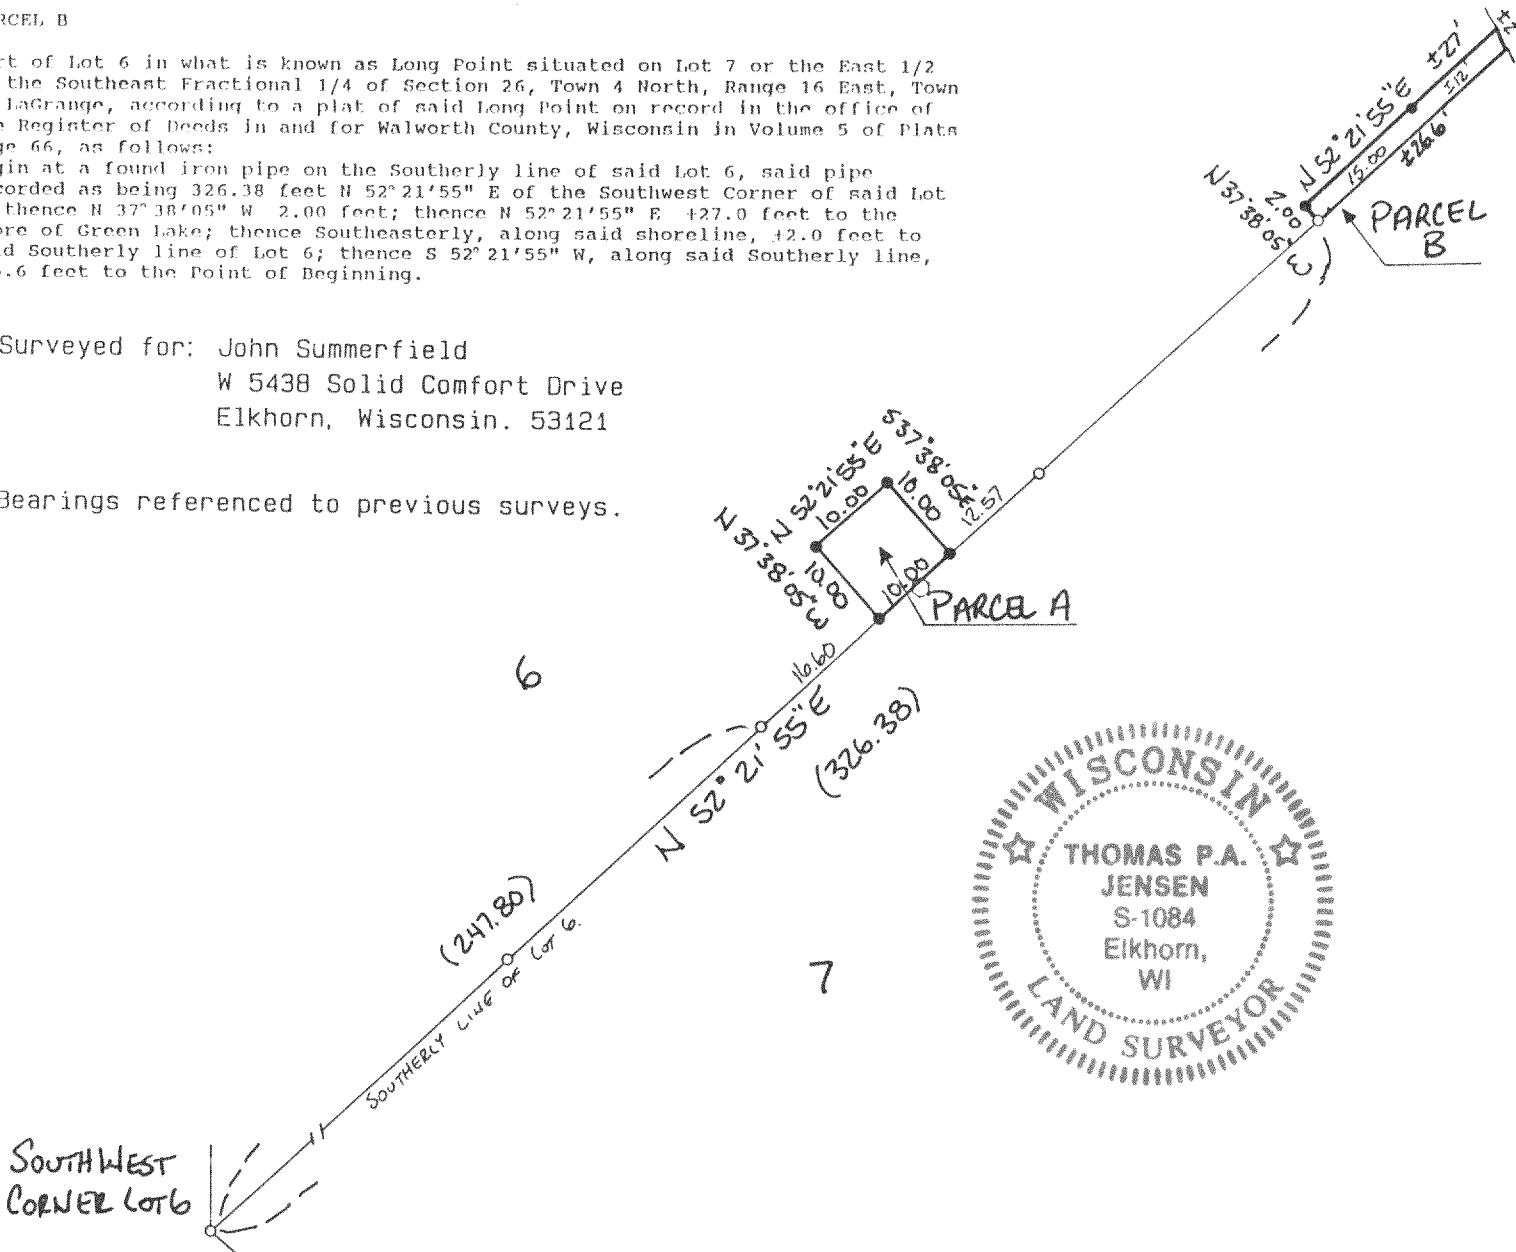 RCEL B
rt of Lot 6 in what is known as Long Point situated on Lot 7 or the East 1/2
the Southeast Fractional 1/4 of Section 26, Town 4 North, Range 16 East, Town
LaGrange, according to a plat of said Long Point on record in the office of
e Register of Deeds in and for Walworth County, Wisconsin in Volume 5 of Plats
ge 66, as follows:
gin at a found iron pipe on the Southerly line of said Lot 6, said pipe
corded as being 326.38 feet N 52°21'55" E of the Southwest Corner of said Lot
thence N 37°38'05" W 2.00 feet; thence N 52°21'55" E ±27.0 feet to the
ore of Green Lake; thence Southeasterly, along said shoreline, ±2.0 feet to
id Southerly line of Lot 6; thence S 52°21'55" W, along said Southerly line,
.6 feet to the Point of Beginning.
Surveyed for: John Summerfield
W 5438 Solid Comfort Drive
Elkhorn, Wisconsin. 53121
Bearings referenced to previous surveys.
±2
±27'
N 52°21'55"E
±12'
15.00
±26.6'
2.00
N 37°38'05" W
PARCEL
B
S37°38'05"E
N 52°21'55"E
10.00
10.00
12.57
N 37°38'05" W
10.00
10.00
PARCEL A
16.60
6
N 52°21'55"E
(326.38)
(247.80)
SOUTHERLY LINE OF LOT 6.
7
SOUTHWEST
CORNER LOT 6
WISCONSIN
THOMAS P.A.
JENSEN
S-1084
Elkhorn,
WI
LAND SURVEYOR